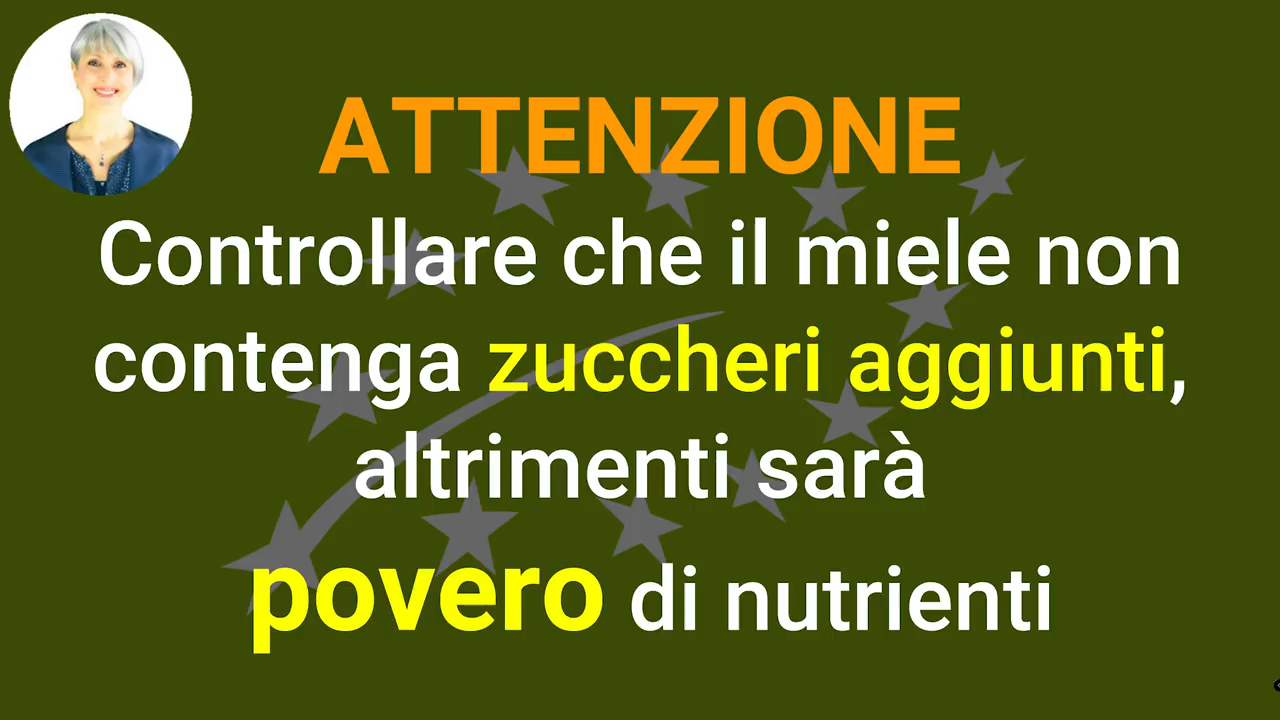 ATTENZIONE
Controllare che il miele non
contenga zuccheri aggiunti,
altrimenti sarà
povero di nutrienti